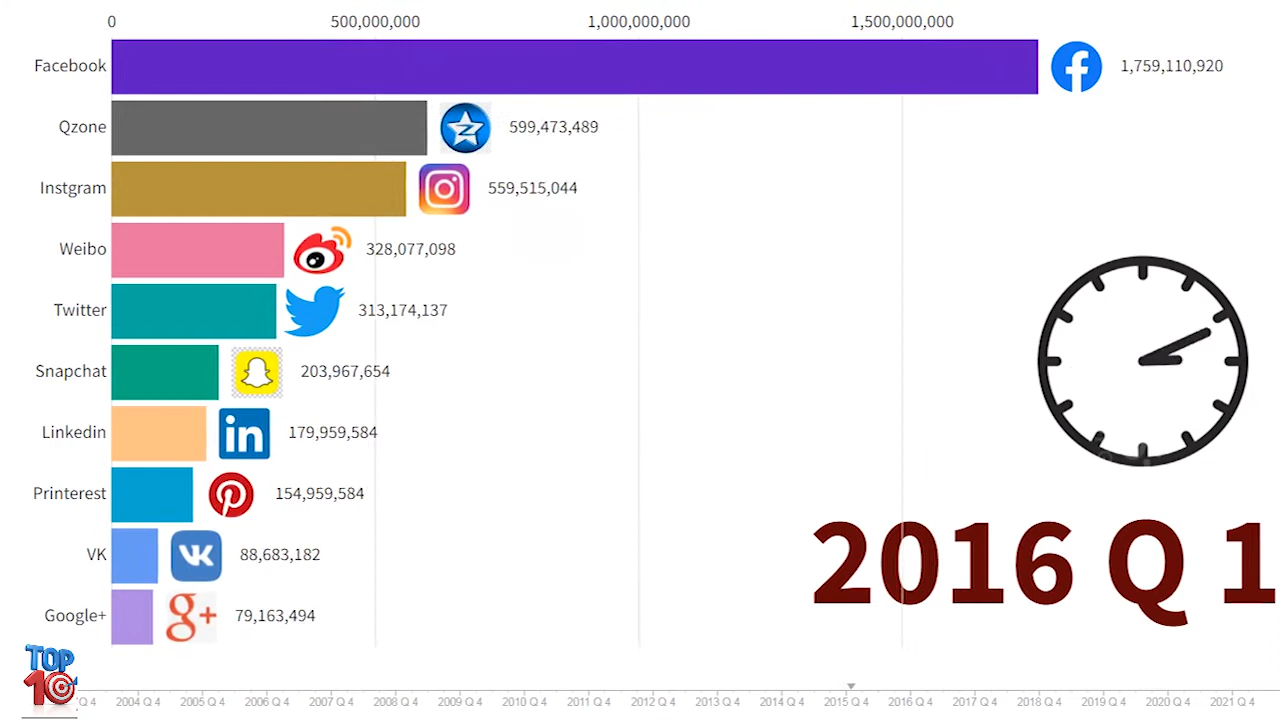 0 500,000,000 1,000,000,000 1,500,000,000
Facebook 1,759,110,920
Qzone 599,473,489
Instgram 559,515,044
Weibo 328,077,098
Twitter 313,174,137
Snapchat 203,967,654
Linkedin in 179,959,584
Printerest 154,959,584
VK 88,683,182
Google+ g+ 79,163,494
2016 Q 1
TOP
10
Q 4 2004 Q 4 2005 Q 4 2006 Q 4 2007 Q 4 2008 Q 4 2009 Q 4 2010 Q 4 2011 Q 4 2012 Q 4 2013 Q 4 2014 Q 4 2015 Q 4 2016 Q 4 2017 Q 4 2018 Q 4 2019 Q 4 2020 Q 4 2021 Q 4